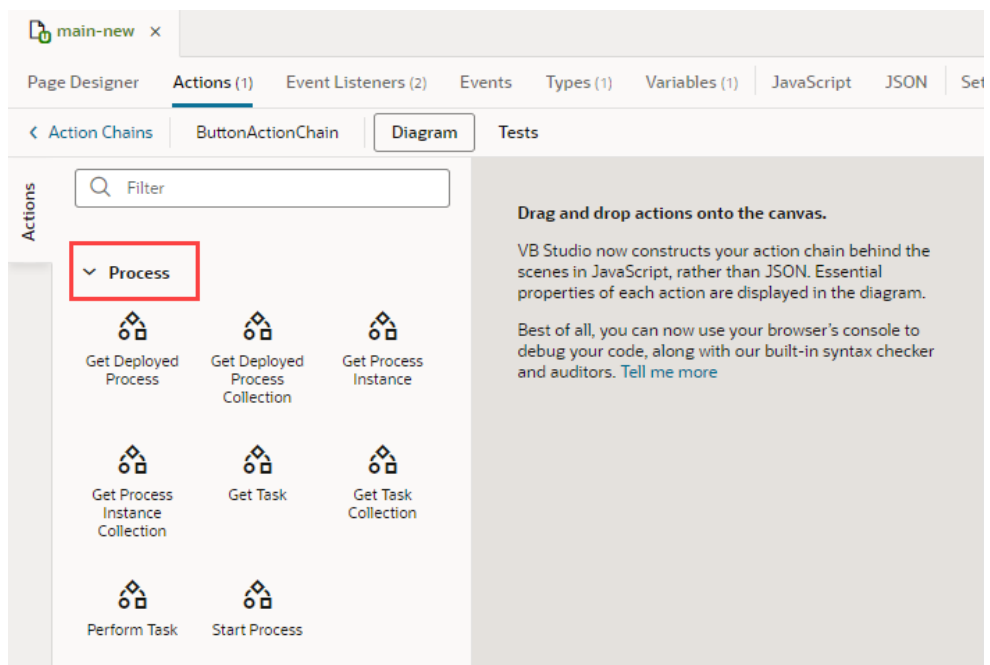 main-new ×
Page Designer Actions (1) Event Listeners (2) Events Types (1) Variables (1) JavaScript JSON Set
Action Chains ButtonActionChain Diagram Tests
Actions
Filter
Process
Get Deployed Process
Get Deployed Process Collection
Get Process Instance
Get Process Instance Collection
Get Task
Get Task Collection
Perform Task
Start Process
Drag and drop actions onto the canvas.
VB Studio now constructs your action chain behind the
scenes in JavaScript, rather than JSON. Essential
properties of each action are displayed in the diagram.
Best of all, you can now use your browser's console to
debug your code, along with our built-in syntax checker
and auditors. Tell me more